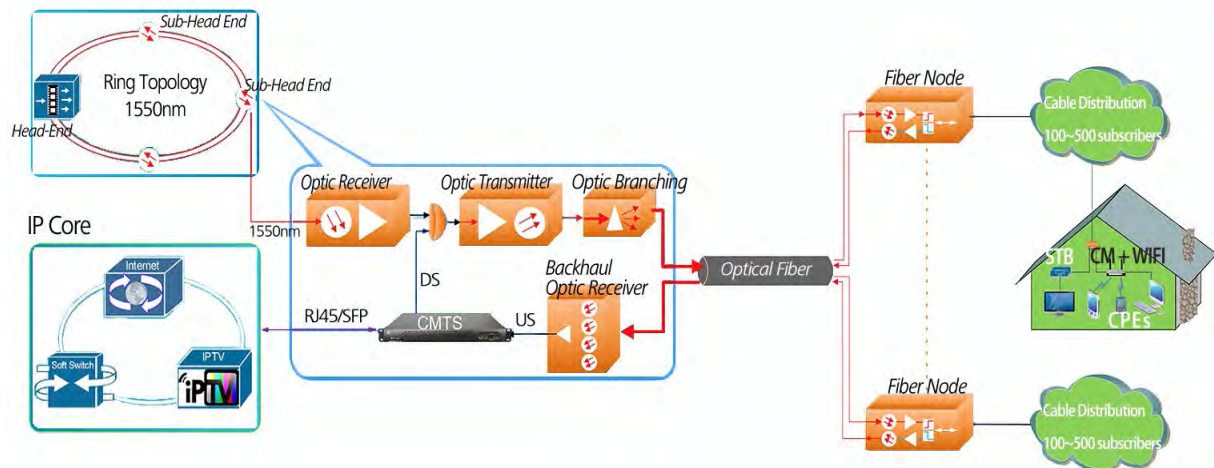 Sub-Head End
Ring Topology
1550nm
Sub-Head End
Head-End
IP Core
Internet
Soft Switch
IPTV
iPTV
1550nm
RJ45/SFP
Optic Receiver
Optic Transmitter
Optic Branching
DS
CMTS
US
Backhaul
Optic Receiver
Optical Fiber
Fiber Node
Cable Distribution
100~500 subscribers
STB
CM+WIFI
CPEs
Fiber Node
Cable Distribution
100~500 subscribers